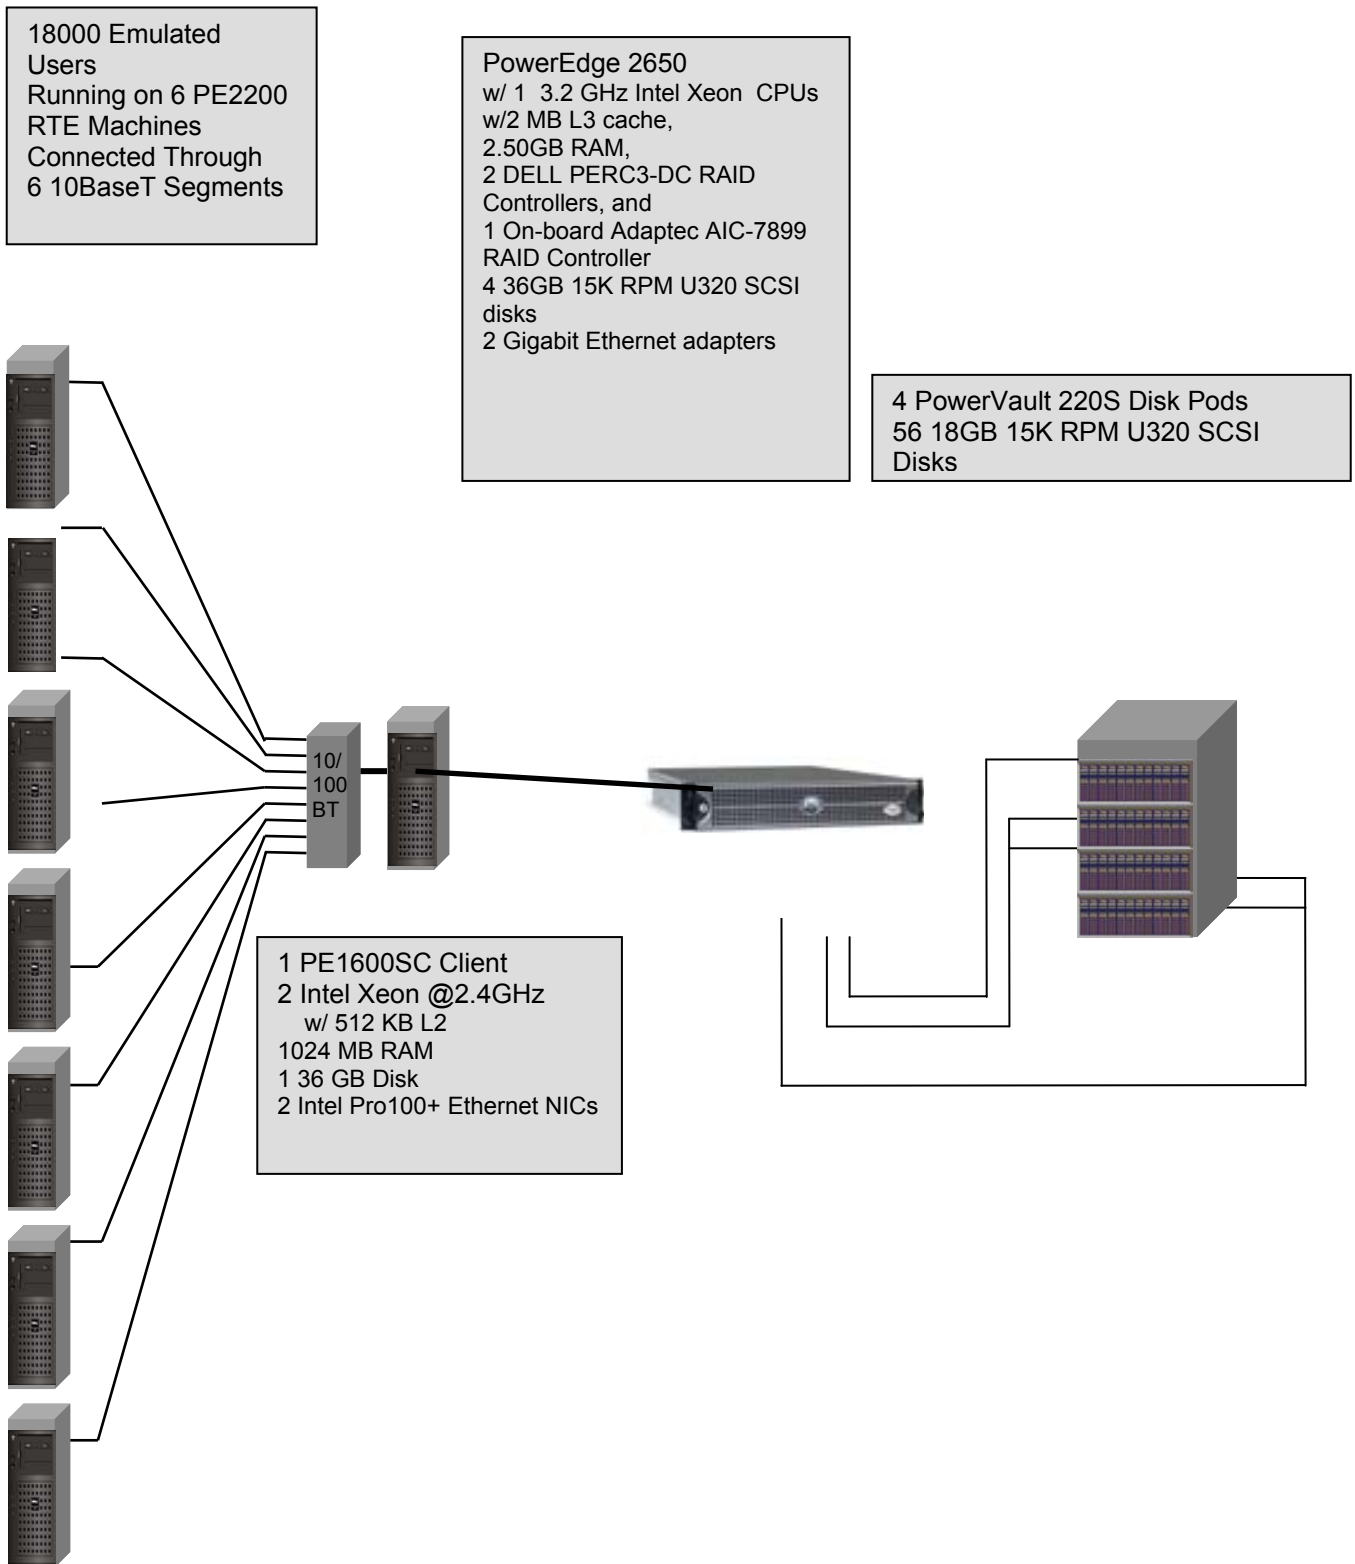 18000 Emulated
Users
Running on 6 PE2200
RTE Machines
Connected Through
6 10BaseT Segments
PowerEdge 2650
w/ 1  3.2 GHz Intel Xeon  CPUs
w/2 MB L3 cache,
2.50GB RAM,
2 DELL PERC3-DC RAID
Controllers, and
1 On-board Adaptec AIC-7899
RAID Controller
4 36GB 15K RPM U320 SCSI
disks
2 Gigabit Ethernet adapters
4 PowerVault 220S Disk Pods
56 18GB 15K RPM U320 SCSI
Disks
10/
100
BT
1 PE1600SC Client
2 Intel Xeon @2.4GHz
w/ 512 KB L2
1024 MB RAM
1 36 GB Disk
2 Intel Pro100+ Ethernet NICs